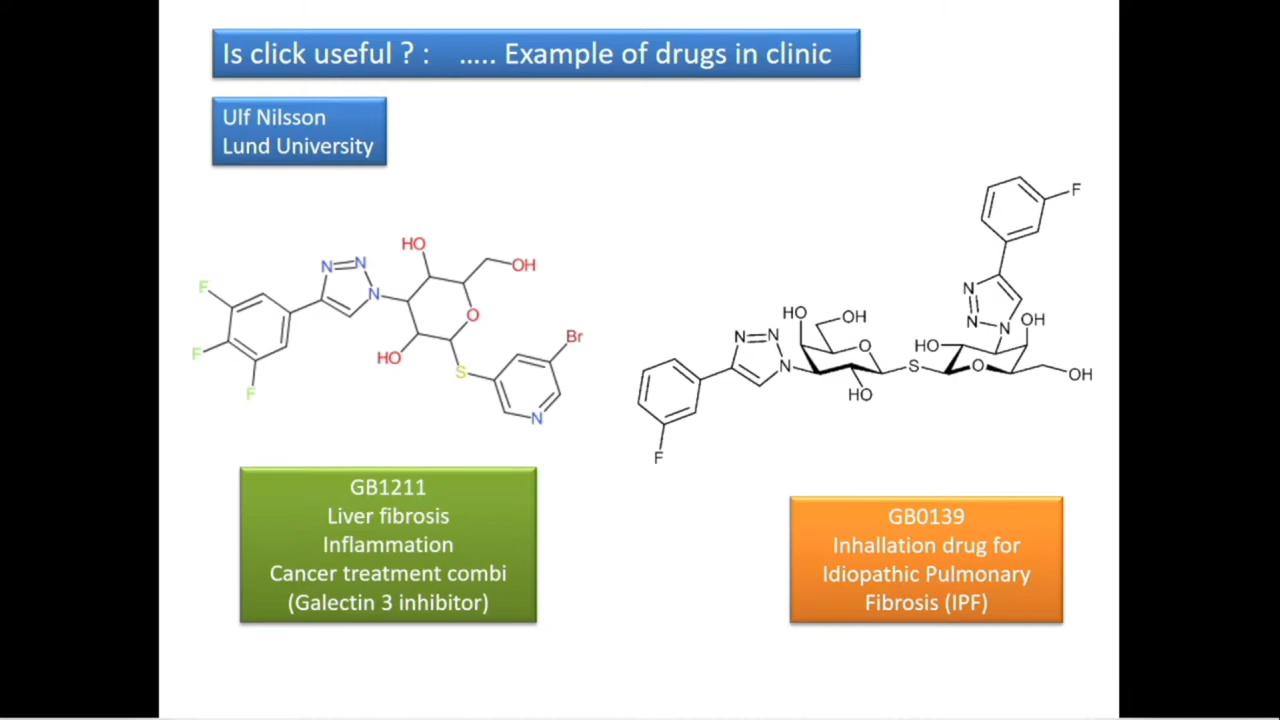 Is click useful ? : ..... Example of drugs in clinic
Ulf Nilsson
Lund University
HO
OH
N
N
N
F
F
F
O
HO
S
Br
N
F
N
N
N
OH
HO
OH
HO
O
S
O
OH
N
N
N
HO
F
GB1211
Liver fibrosis
Inflammation
Cancer treatment combi
(Galectin 3 inhibitor)
GB0139
Inhallation drug for
Idiopathic Pulmonary
Fibrosis (IPF)